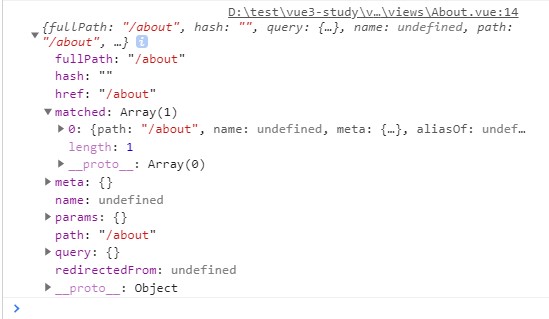 D:\test\vue3-study\v…\views\About.vue:14
{fullPath: "/about", hash: "", query: {…}, name: undefined, path:
"/about", …} i
fullPath: "/about"
hash: ""
href: "/about"
matched: Array(1)
0: {path: "/about", name: undefined, meta: {…}, aliasOf: undef…
length: 1
__proto__: Array(0)
meta: {}
name: undefined
params: {}
path: "/about"
query: {}
redirectedFrom: undefined
__proto__: Object